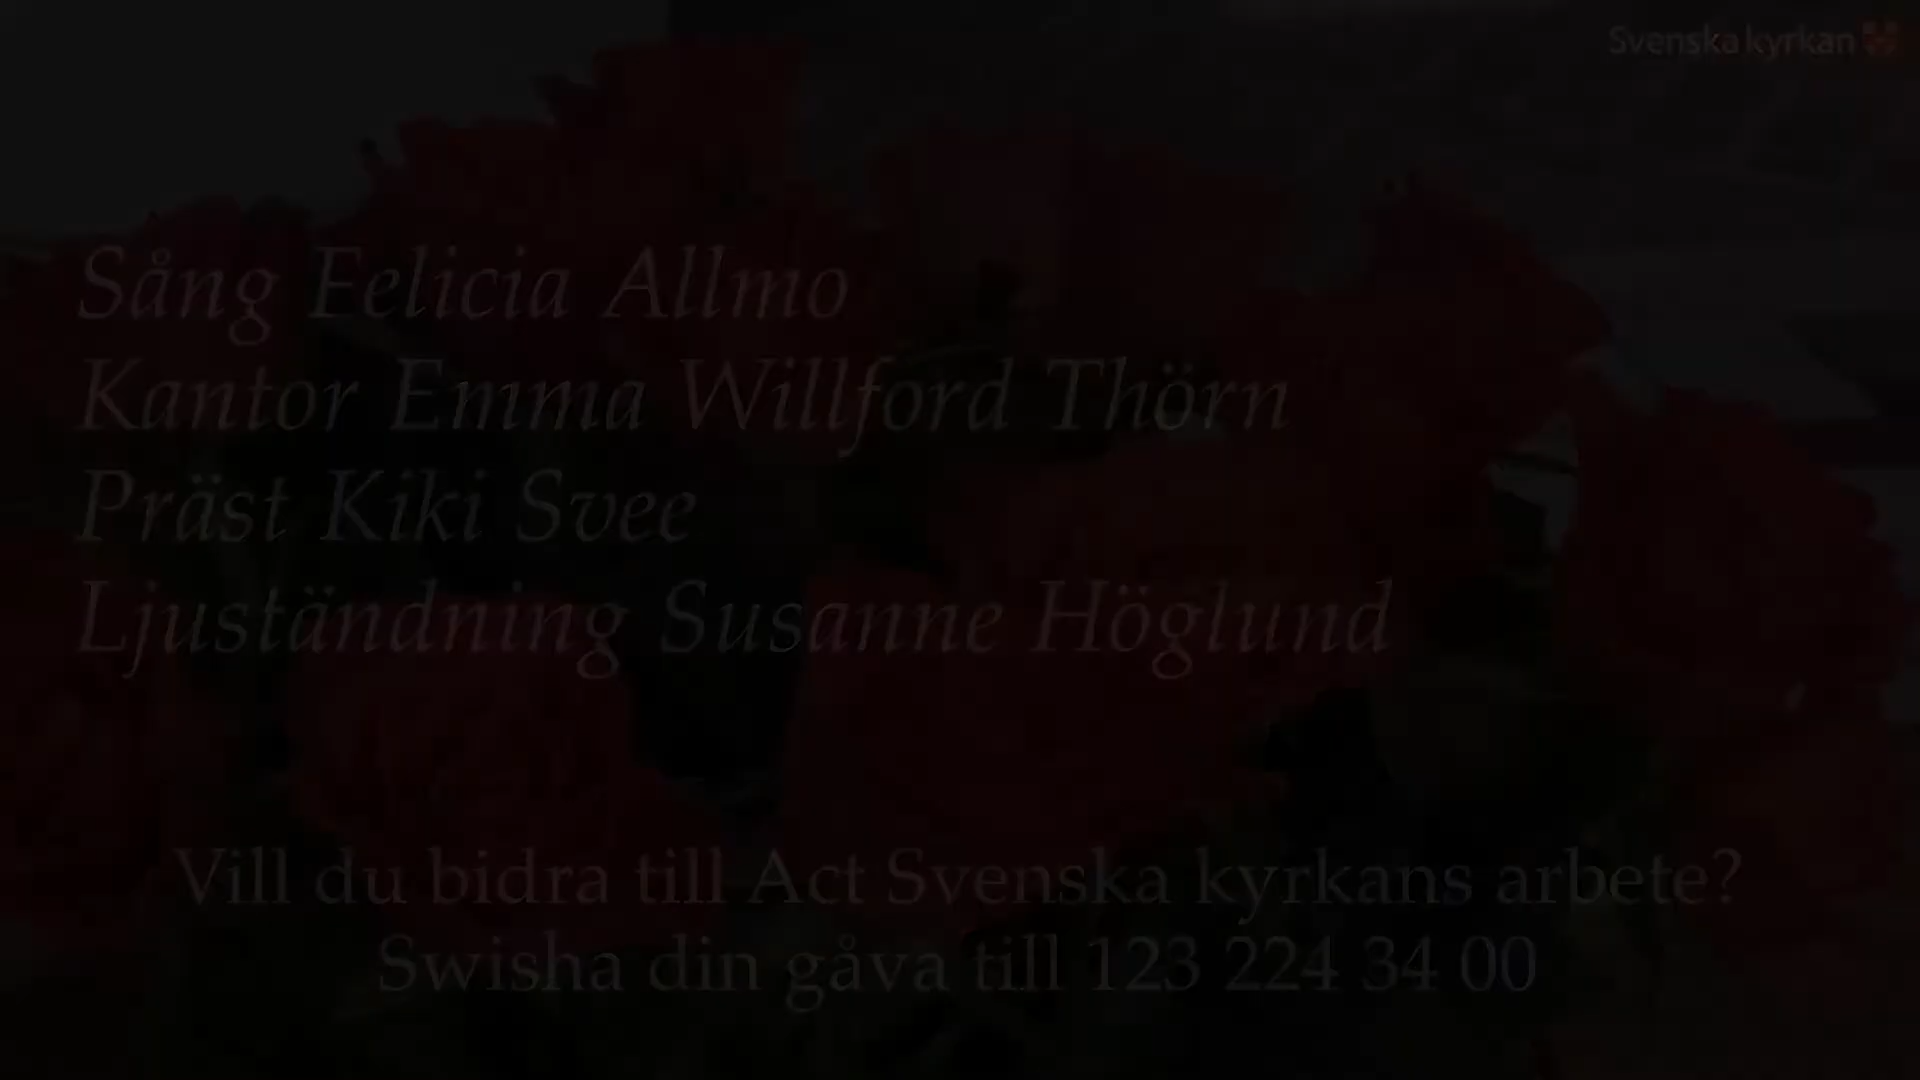 Svenska kyrkan
Sång Felicia Allmo
Kantor Emma Willford Thörn
Präst Kiki Svee
Ljuständning Susanne Höglund
Vill du bidra till Act Svenska kyrkans arbete?
Swisha din gåva till 123 224 34 00